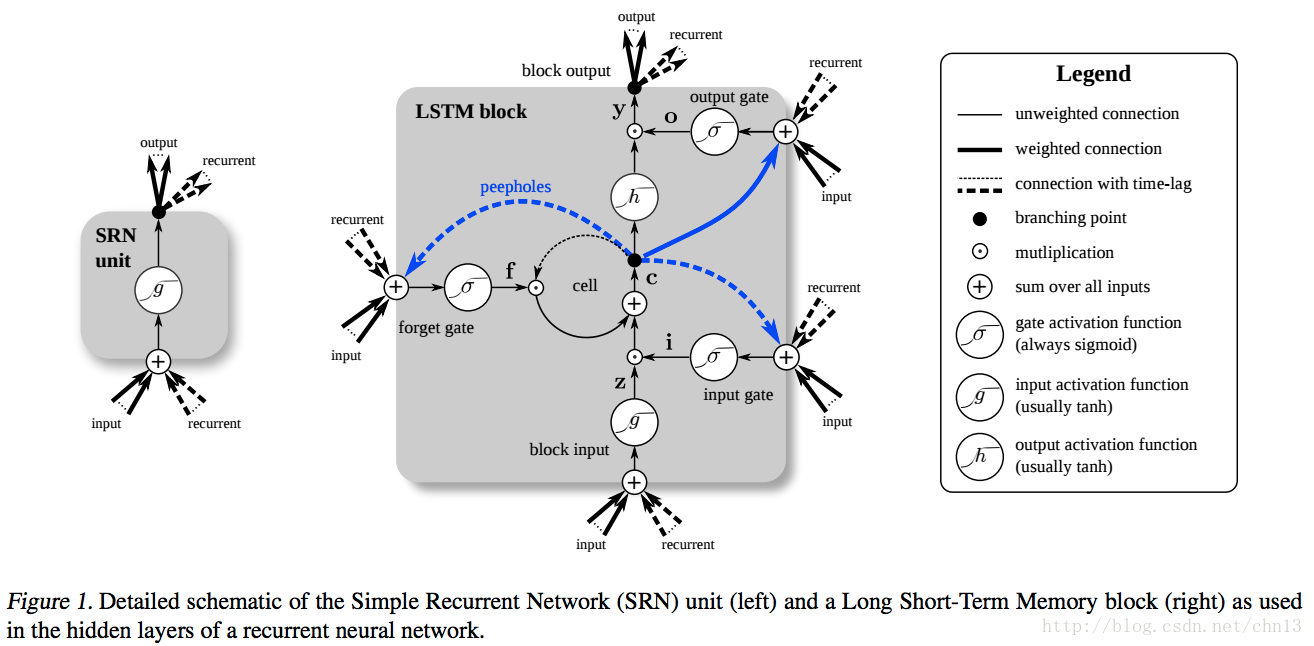 SRN
unit
output
recurrent
g
input
recurrent
LSTM block
output
recurrent
block output
y
o
output gate
σ
recurrent
input
h
peepholes
recurrent
f
σ
forget gate
input
cell
c
i
σ
input gate
recurrent
input
z
g
block input
input
recurrent
Legend
unweighted connection
weighted connection
connection with time-lag
branching point
mutliplication
sum over all inputs
σ
gate activation function
(always sigmoid)
g
input activation function
(usually tanh)
h
output activation function
(usually tanh)
Figure 1. Detailed schematic of the Simple Recurrent Network (SRN) unit (left) and a Long Short-Term Memory block (right) as used
in the hidden layers of a recurrent neural network.
http://blog.csdn.net/chn13